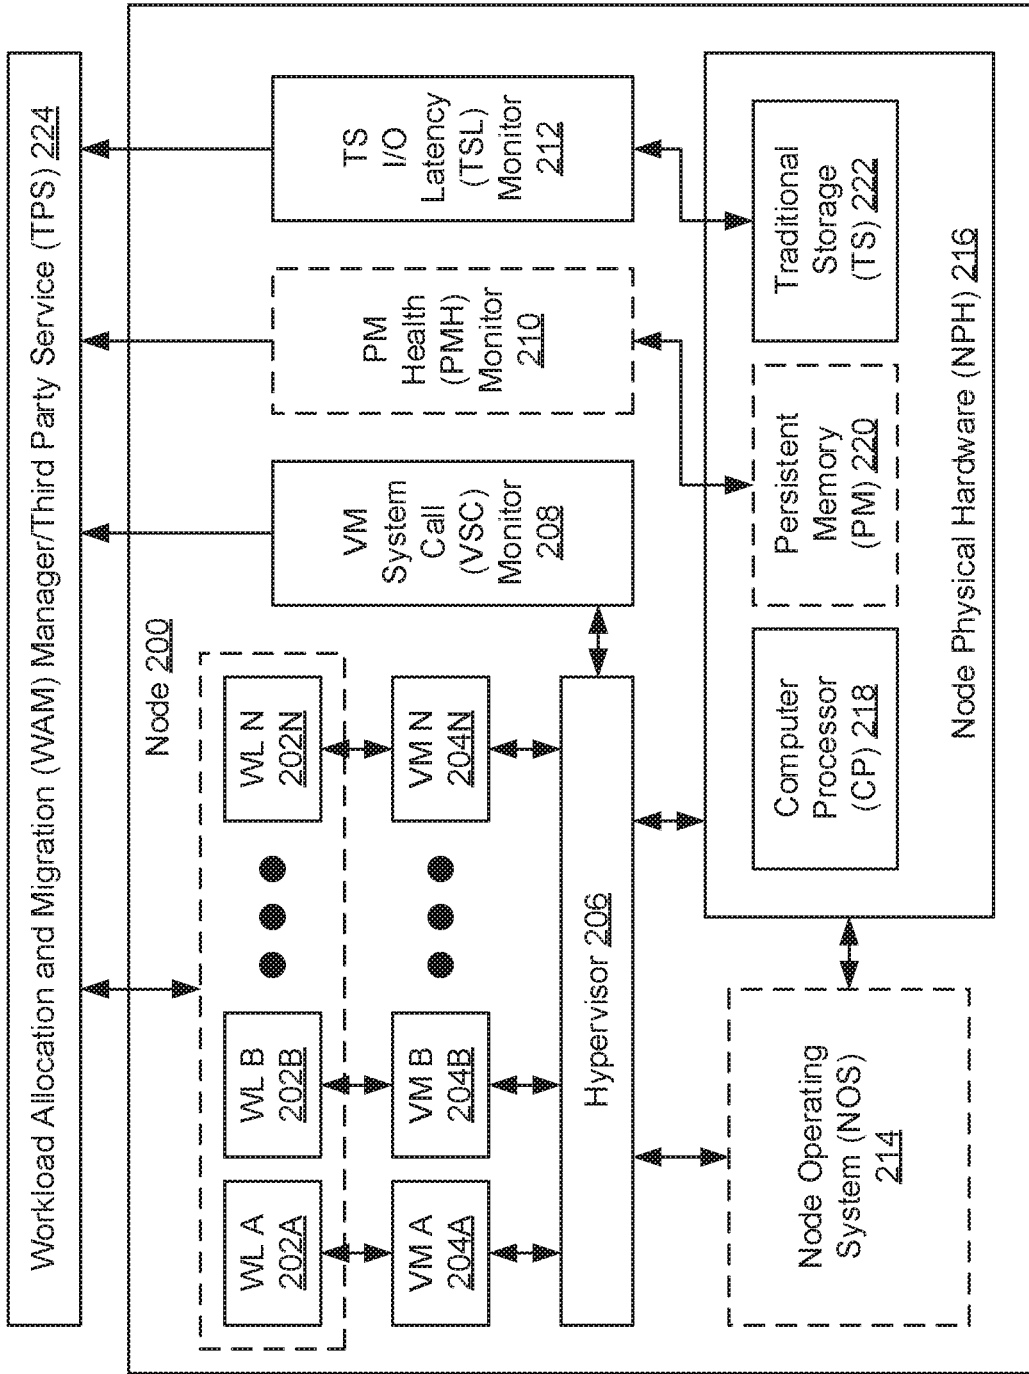 Workload Allocation and Migration (WAM) Manager/Third Party Service (TPS) 224
Node 200
WL A
202A
WL B
202B
WL N
202N
VM A
204A
VM B
204B
VM N
204N
Hypervisor 206
VM
System
Call
(VSC)
Monitor
208
PM
Health
(PMH)
Monitor
210
TS
I/O
Latency
(TSL)
Monitor
212
Node Operating
System (NOS)
214
Computer
Processor
(CP) 218
Persistent
Memory
(PM) 220
Traditional
Storage
(TS) 222
Node Physical Hardware (NPH) 216